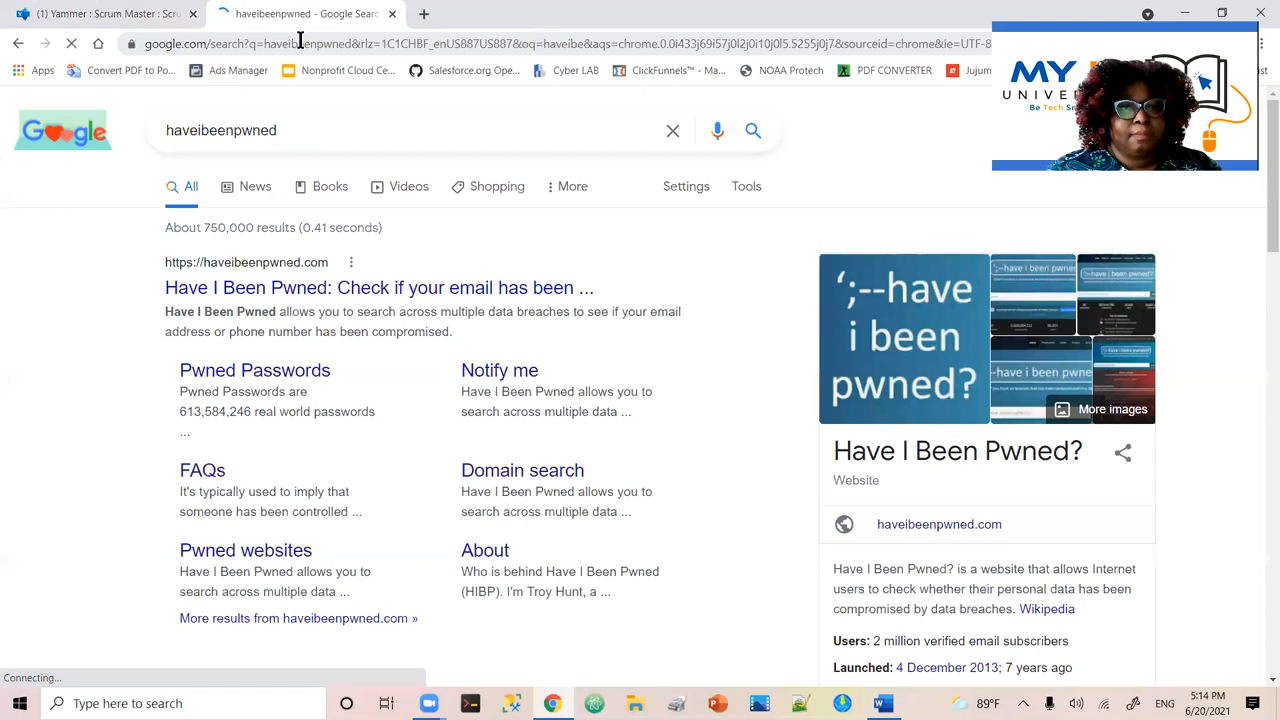 (1) Yammer : Scru
haveibeenpwned - Google Searc
google.com/search?q=haveibeenpwned&rlz=1C1CHBF_enUS887US887&oq=haveibe&aqs=chrome.0.0i433j69i57j0l2j0i10j0l5.5255j0j7&sourceid=chrome&ie=UTF-8
Apps
Convert PDF to Po...
Ads Manager
Nonprofit Cloud Ce...
Salesforce:org Ope...
Cyber LAB
ClickFunnels™ - Ma...
NOAA Protech
PDF CONVERTER
Jujum
list
MY
UNIVE
Be Tech
haveibeenpwned
All
News
Books
Videos
Shopping
More
Settings
Tools
About 750,000 results (0.41 seconds)
https://haveibeenpwned.com
Have I Been Pwned: Check if your email has been ...
Have I Been Pwned allows you to search across multiple data breaches to see if your email
address or phone number has been compromised.
Pwned Passwords
Pwned Passwords are
613,584,246 real world passwords
...
Notify me
Have I Been Pwned allows you to
search across multiple data ...
FAQs
It's typically used to imply that
someone has been controlled ...
Domain search
Have I Been Pwned allows you to
search across multiple data ...
Pwned websites
Have I Been Pwned allows you to
search across multiple data ...
About
Who is behind Have I Been Pwned
(HIBP). I'm Troy Hunt, a ...
More results from haveibeenpwned.com »
';--have
i been
pwned?
More images
Have I Been Pwned?
Website
haveibeenpwned.com
Have I Been Pwned? is a website that allows Internet
users to check whether their personal data has been
compromised by data breaches. Wikipedia
Users: 2 million verified email subscribers
Launched: 4 December 2013; 7 years ago
Connecting...
Type here to search
89°F
ENG
5:14 PM
6/20/2021